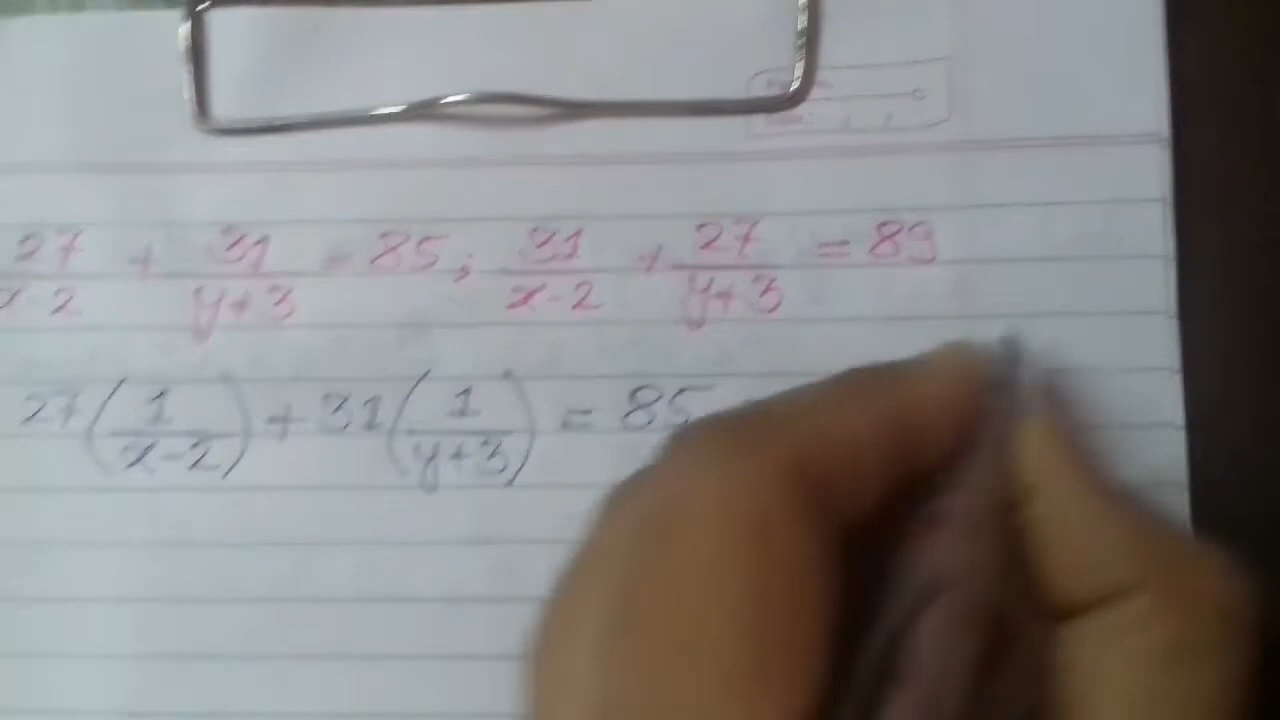 27/x-2 + 31/y+3 = 85; 31/x-2 + 27/y+3 = 89
27(1/x-2) + 31(1/y+3) = 85